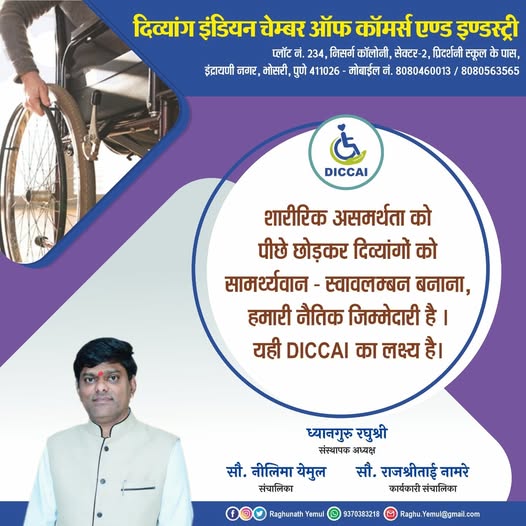 दिव्यांग इंडियन चेम्बर ऑफ कॉमर्स एण्ड इण्डस्ट्री
प्लॉट नं. 234, निसर्ग कॉलोनी, सेक्टर-2, प्रिदर्शनी स्कूल के पास,
इंद्रायणी नगर, भोसरी, पुणे 411026 - मोबाईल नं. 8080460013 / 8080563565
DICCAI
शारीरिक असमर्थता को
पीछे छोड़कर दिव्यांगों को
सामर्थ्यवान - स्वावलम्बन बनाना,
हमारी नैतिक जिम्मेदारी है ।
यही DICCAI का लक्ष्य है।
ध्यानगुरु रघुश्री
संस्थापक अध्यक्ष
सौ. नीलिमा येमुल सौ. राजश्रीताई नामरे
संचालिका कार्यकारी संचालिका
Raghunath Yemul 9370383218 Raghu.Yemul@gmail.com